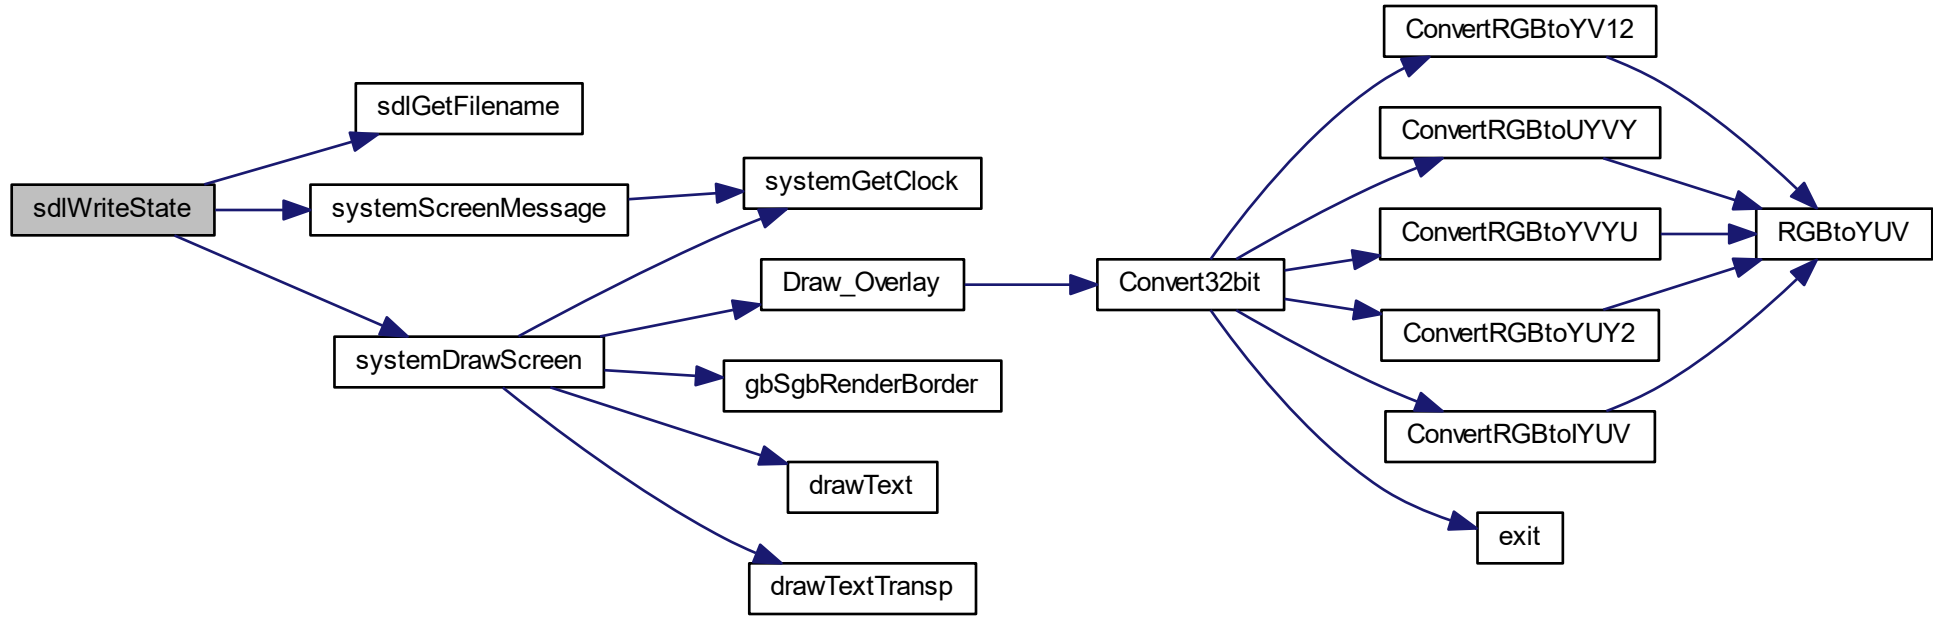 sdlWriteState
sdlGetFilename
systemScreenMessage
systemDrawScreen
systemGetClock
Draw_Overlay
gbSgbRenderBorder
drawText
drawTextTransp
Convert32bit
ConvertRGBtoYV12
ConvertRGBtoUYVY
ConvertRGBtoYVYU
ConvertRGBtoYUY2
ConvertRGBtoIYUV
exit
RGBtoYUV